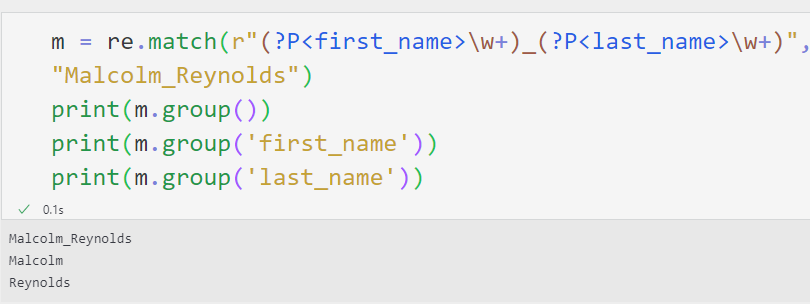 m = re.match(r"(?P<first_name>\w+)_(?P<last_name>\w+)",
"Malcolm_Reynolds")
print(m.group())
print(m.group('first_name'))
print(m.group('last_name'))
0.1s
Malcolm_Reynolds
Malcolm
Reynolds